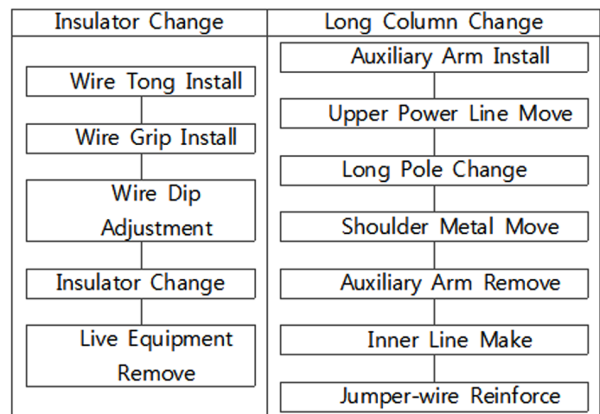 Insulator Change
Wire Tong Install
Wire Grip Install
Wire Dip
Adjustment
Insulator Change
Live Equipment
Remove
Long Column Change
Auxiliary Arm Install
Upper Power Line Move
Long Pole Change
Shoulder Metal Move
Auxiliary Arm Remove
Inner Line Make
Jumper-wire Reinforce